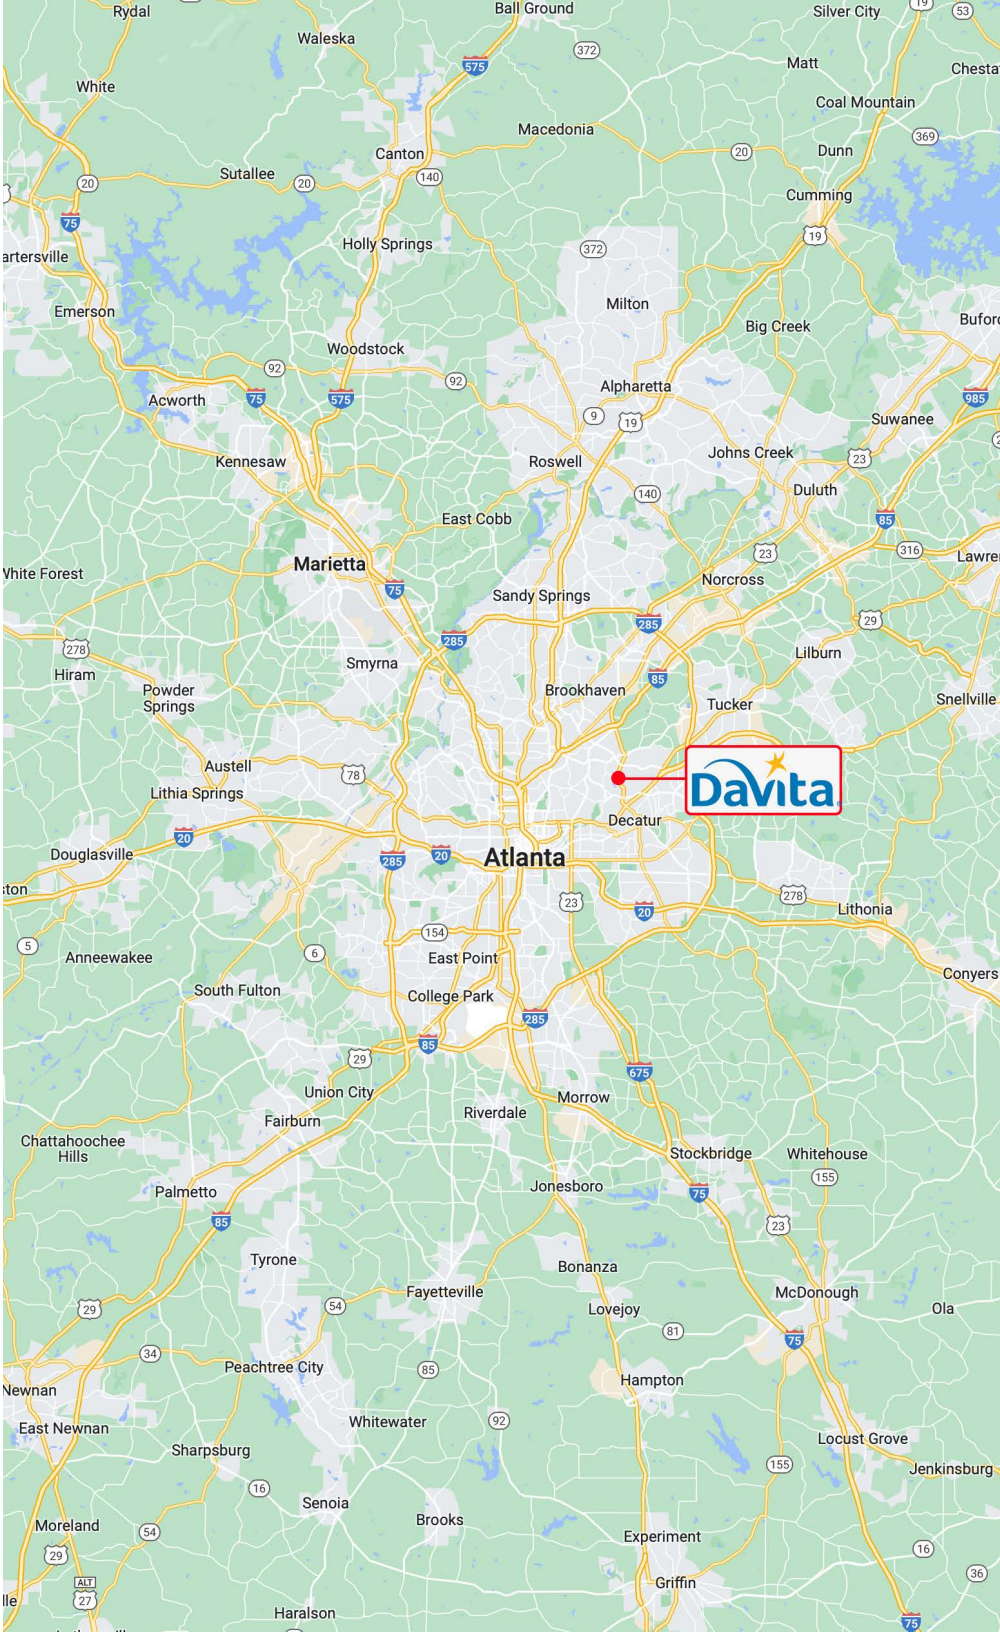 Rydal
Ball Ground
Silver City
19
53
Waleska
372
575
Matt
Chesta
White
Coal Mountain
Macedonia
369
Canton
20
Dunn
Sutallee
20
20
140
Cumming
75
19
artersville
Holly Springs
372
Milton
Emerson
Big Creek
Buford
Woodstock
92
92
Alpharetta
Acworth
75
575
985
9
19
Suwanee
Kennesaw
Roswell
Johns Creek
23
140
Duluth
East Cobb
85
316
Marietta
23
Lawre
White Forest
75
Norcross
Sandy Springs
285
285
29
278
Smyrna
Lilburn
Hiram
85
Powder
Springs
Brookhaven
Tucker
Snellville
Austell
78
DaVita
Lithia Springs
Decatur
20
Douglasville
285
20
Atlanta
ston
23
278
20
Lithonia
5
154
Anneewakee
6
East Point
Conyers
South Fulton
College Park
285
85
29
675
Union City
Morrow
Riverdale
Fairburn
Chattahoochee
Hills
Stockbridge
Whitehouse
155
Palmetto
Jonesboro
75
85
23
Tyrone
Bonanza
Fayetteville
McDonough
29
54
Lovejoy
Ola
81
75
34
Peachtree City
85
Hampton
Newnan
Whitewater
92
East Newnan
Locust Grove
Sharpsburg
155
Jenkinsburg
16
Senoia
Brooks
Moreland
54
Experiment
29
16
36
ALT
27
Griffin
lle
Haralson
75